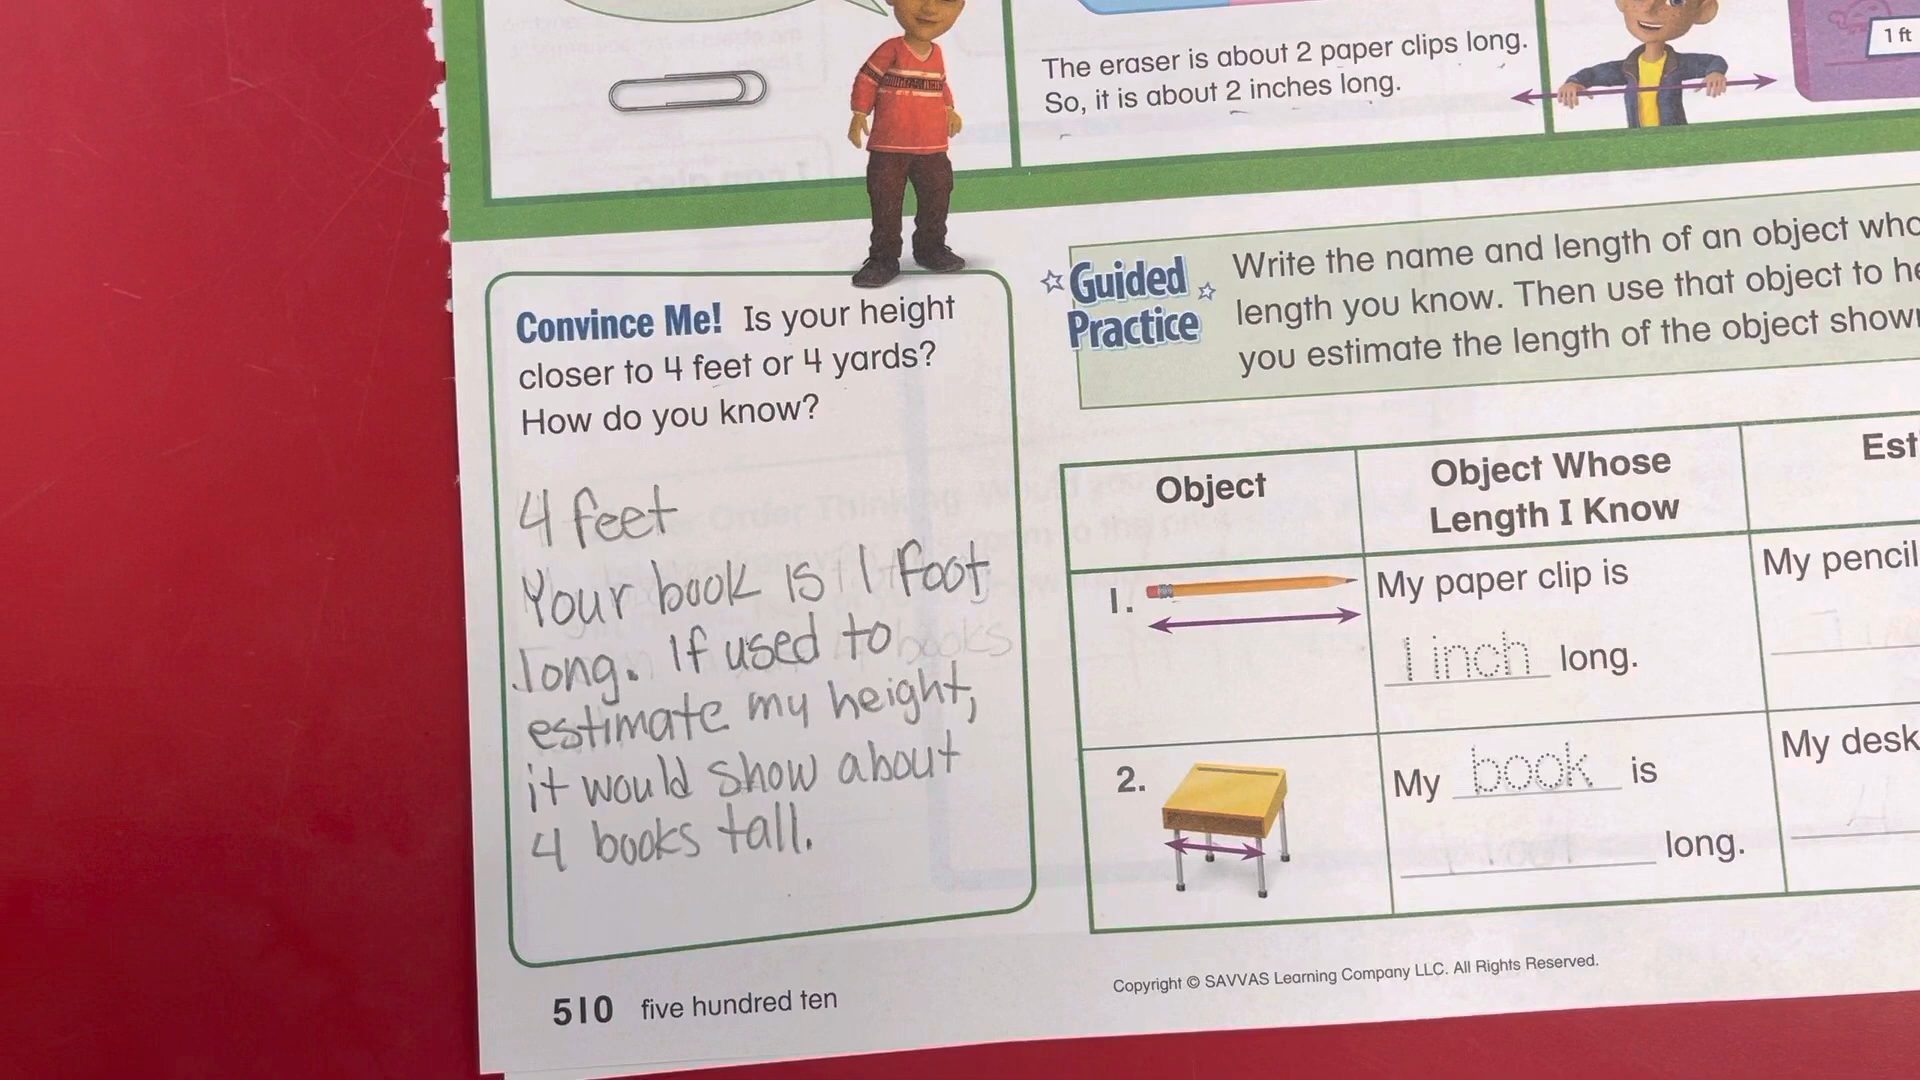 The eraser is about 2 paper clips long.
So, it is about 2 inches long.
1 ft
Convince Me! Is your height
closer to 4 feet or 4 yards?
How do you know?
4 feet
Your book is 1 foot
long. If used to
estimate my height,
it would show about
4 books tall.
Guided
Practice
Write the name and length of an object who
length you know. Then use that object to he
you estimate the length of the object shown
Object
Object Whose
Length I Know
Est
1.
My paper clip is
1 inch long.
My pencil
2.
My book is
long.
My desk
510 five hundred ten
Copyright © SAVVAS Learning Company LLC. All Rights Reserved.